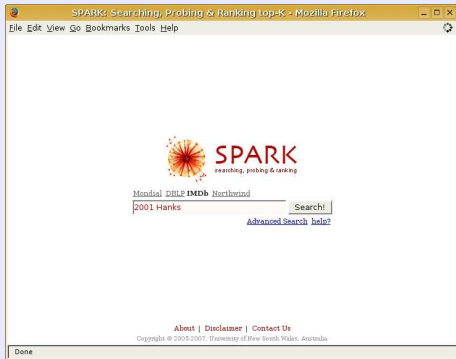 SPARK: Searching, Probing & Ranking top-K - Mozilla Firefox
File Edit View Go Bookmarks Tools Help
SPARK
searching, probing & ranking
Mondial DBLP IMDb Northwind
2001 Hanks Search!
Advanced Search help?
About | Disclaimer | Contact Us
Copyright © 2005-2007, University of New South Wales, Australia
Done